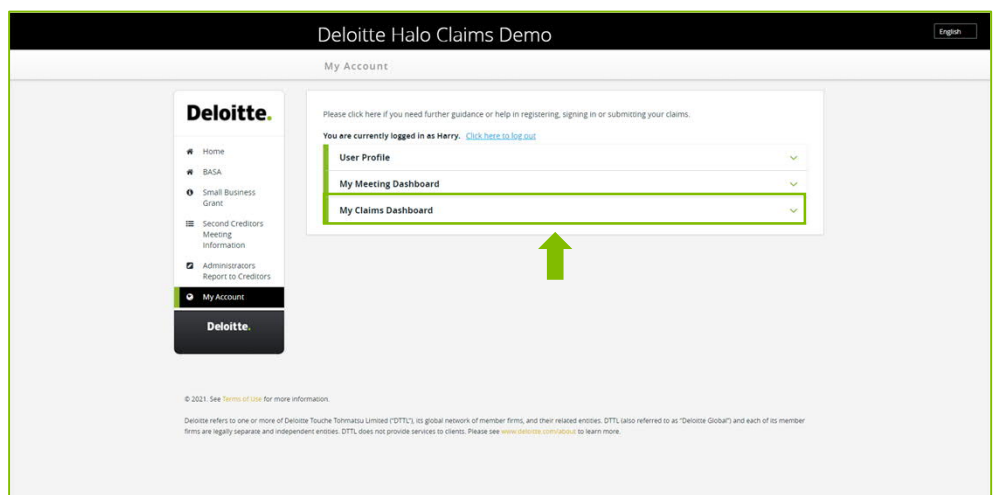 Deloitte Halo Claims Demo
English
My Account
Deloitte.
Home
BASA
Small Business
Grant
Second Creditors
Meeting
Information
Administrators
Report to Creditors
My Account
Deloitte.
Please click here if you need further guidance or help in registering, signing in or submitting your claims.
You are currently logged in as Harry. Click here to log out
User Profile
My Meeting Dashboard
My Claims Dashboard
© 2021. See Terms of Use for more information.
Deloitte refers to one or more of Deloitte Touche Tohmatsu Limited ("DTTL"), its global network of member firms, and their related entities. DTTL (also referred to as "Deloitte Global") and each of its member
firms are legally separate and independent entities. DTTL does not provide services to clients. Please see www.deloitte.com/about to learn more.